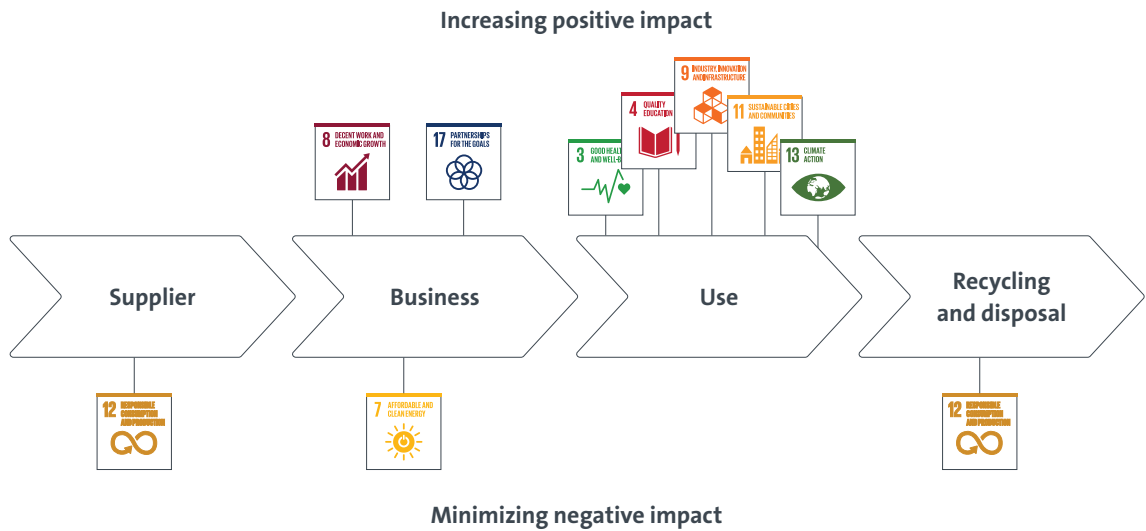 Increasing positive impact
8 DECENT WORK AND
ECONOMIC GROWTH
17 PARTNERSHIPS
FOR THE GOALS
3 GOOD HEALT
AND WELL-B
4 QUALITY
EDUCATION
9 INDUSTRY, INNOVATION
AND INFRASTRUCTURE
11 SUSTAINABLE CITIES
AND COMMUNITIES
13 CLIMATE
ACTION
Supplier
Business
Use
Recycling
and disposal
12 RESPONSIBLE
CONSUMPTION
AND PRODUCTION
7 AFFORDABLE AND
CLEAN ENERGY
12 RESPONSIBLE
CONSUMPTION
AND PRODUCTION
Minimizing negative impact